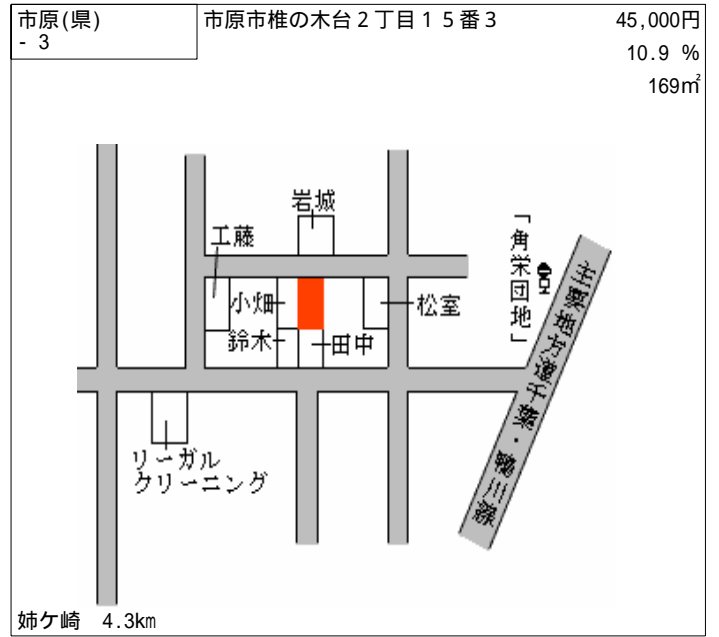 市原(県)
- 3
市原市椎の木台２丁目１５番３
45,000円
10.9 %
169㎡
岩城
工藤
「角栄団地」
小畑
松室
鈴木
田中
主要地方道千葉・鴨川線
リーガル
クリーニング
姉ケ崎 4.3km